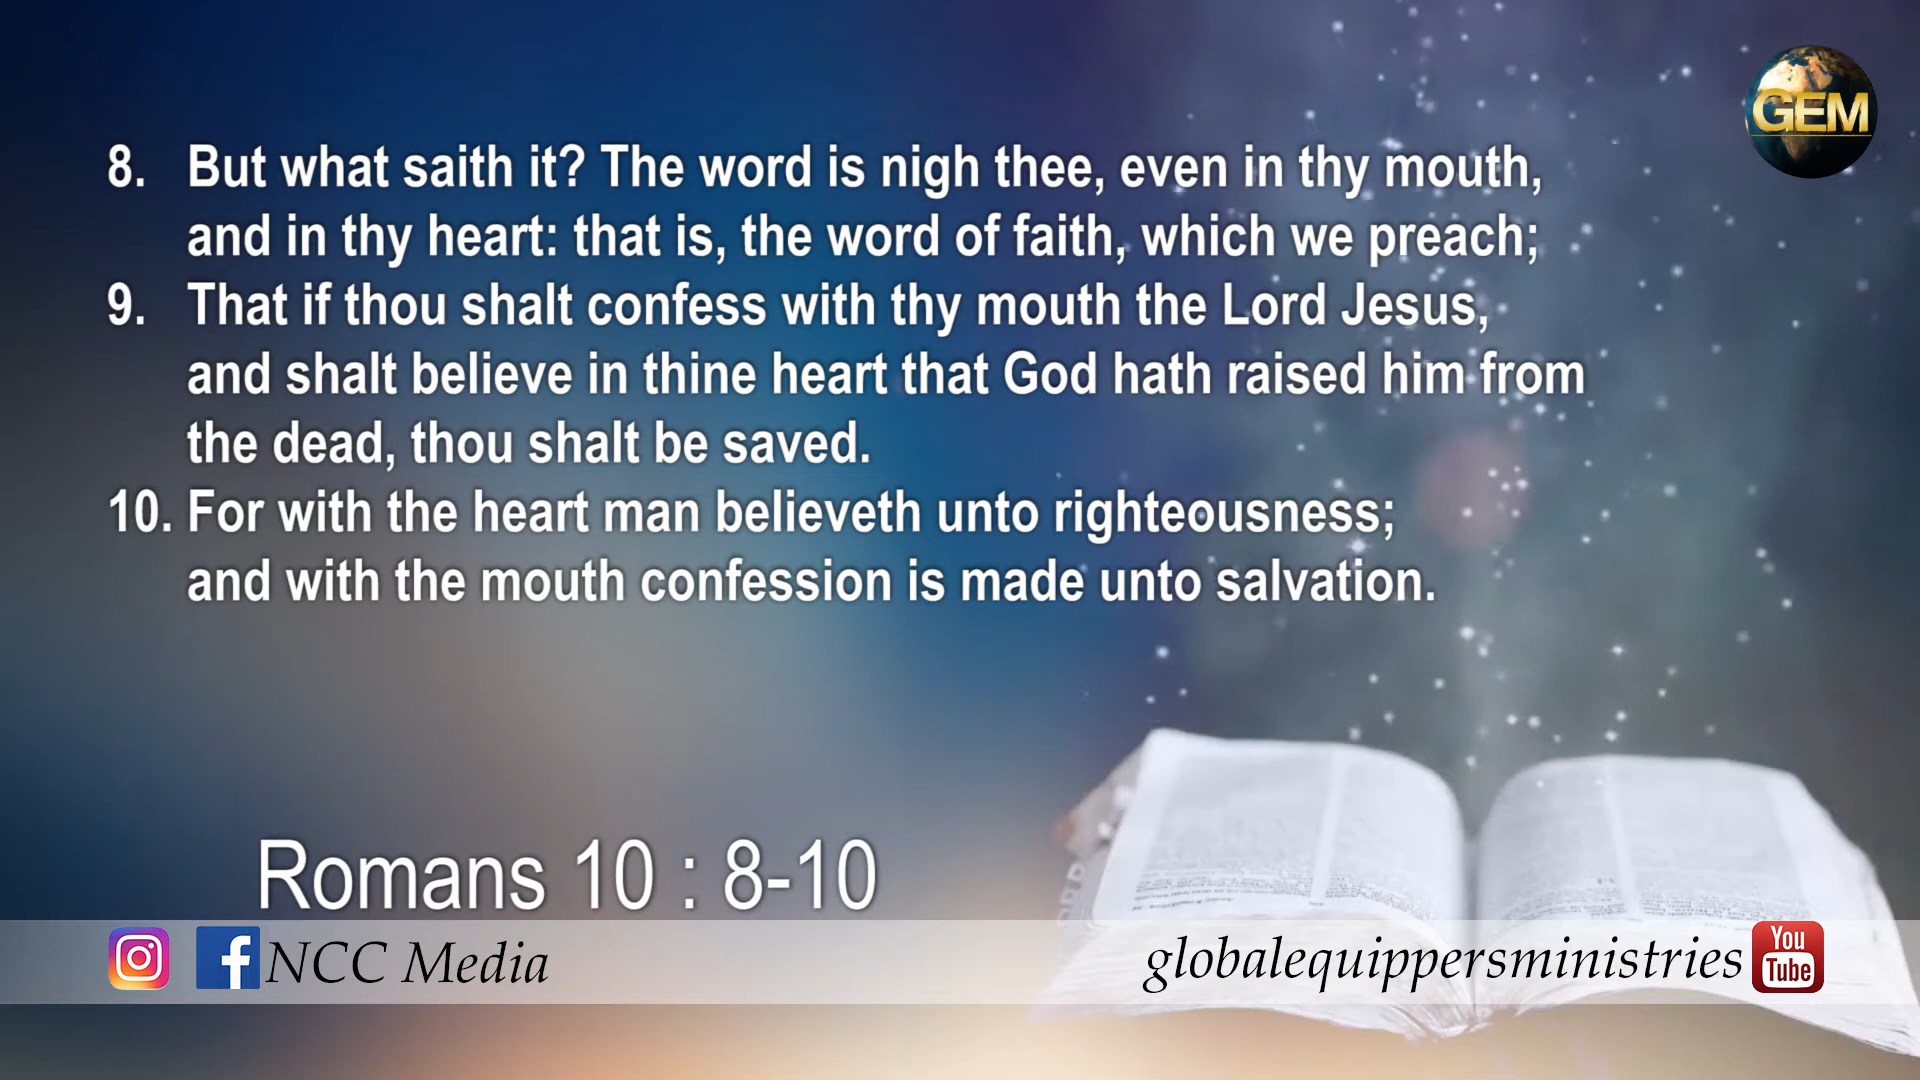 GEM
8. But what saith it? The word is nigh thee, even in thy mouth,
and in thy heart: that is, the word of faith, which we preach;
9. That if thou shalt confess with thy mouth the Lord Jesus,
and shalt believe in thine heart that God hath raised him from
the dead, thou shalt be saved.
10. For with the heart man believeth unto righteousness;
and with the mouth confession is made unto salvation.
Romans 10 : 8-10
NCC Media
globalequippersministries
You
Tube